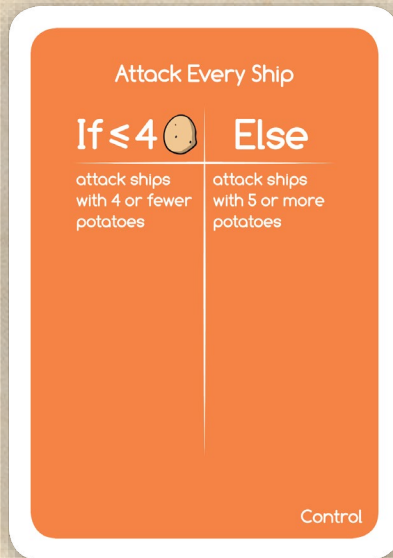 Attack Every Ship
If ≤ 4 Else
attack ships
with 4 or fewer
potatoes
attack ships
with 5 or more
potatoes
Control